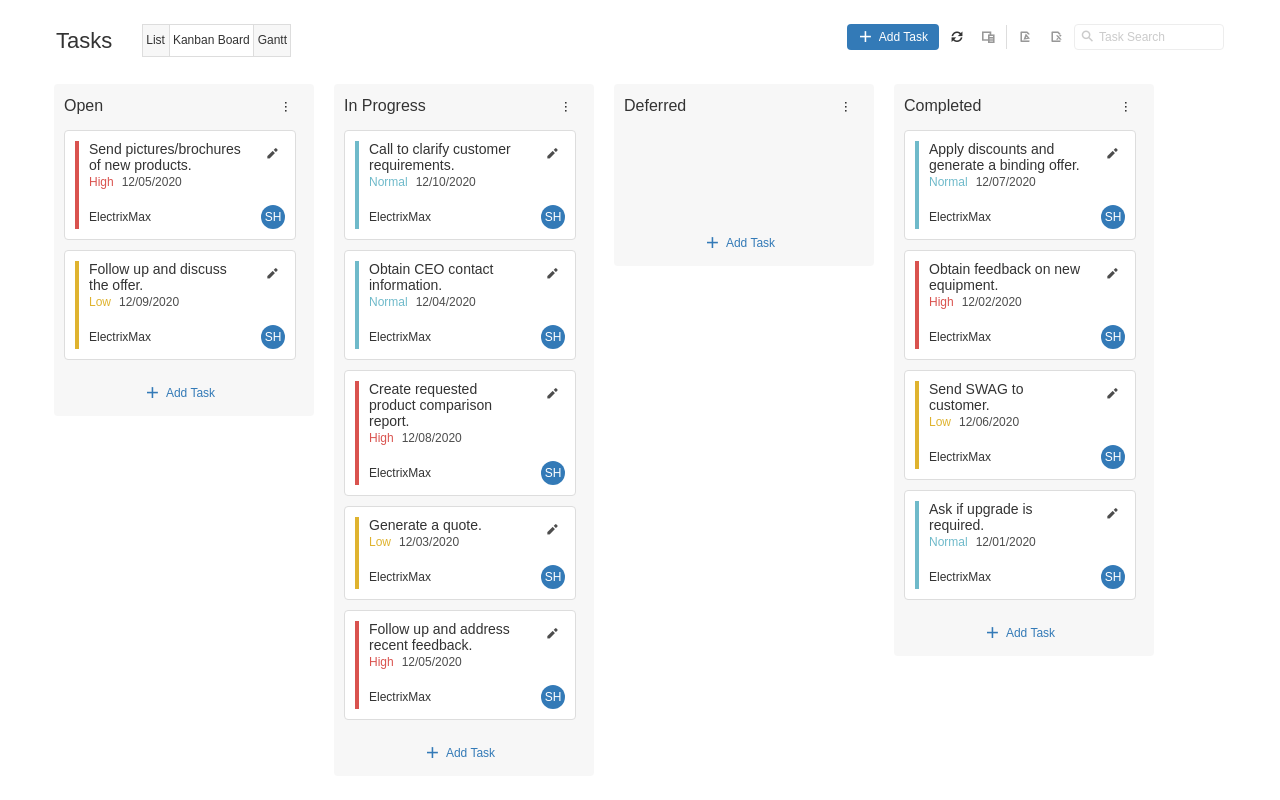 Tasks
List Kanban Board Gantt
Add Task
Task Search
Open
Send pictures/brochures
of new products.
High 12/05/2020
ElectrixMax
SH
Follow up and discuss
the offer.
Low 12/09/2020
ElectrixMax
SH
Add Task
In Progress
Call to clarify customer
requirements.
Normal 12/10/2020
ElectrixMax
SH
Obtain CEO contact
information.
Normal 12/04/2020
ElectrixMax
SH
Create requested
product comparison
report.
High 12/08/2020
ElectrixMax
SH
Generate a quote.
Low 12/03/2020
ElectrixMax
SH
Follow up and address
recent feedback.
High 12/05/2020
ElectrixMax
SH
Add Task
Deferred
Add Task
Completed
Apply discounts and
generate a binding offer.
Normal 12/07/2020
ElectrixMax
SH
Obtain feedback on new
equipment.
High 12/02/2020
ElectrixMax
SH
Send SWAG to
customer.
Low 12/06/2020
ElectrixMax
SH
Ask if upgrade is
required.
Normal 12/01/2020
ElectrixMax
SH
Add Task